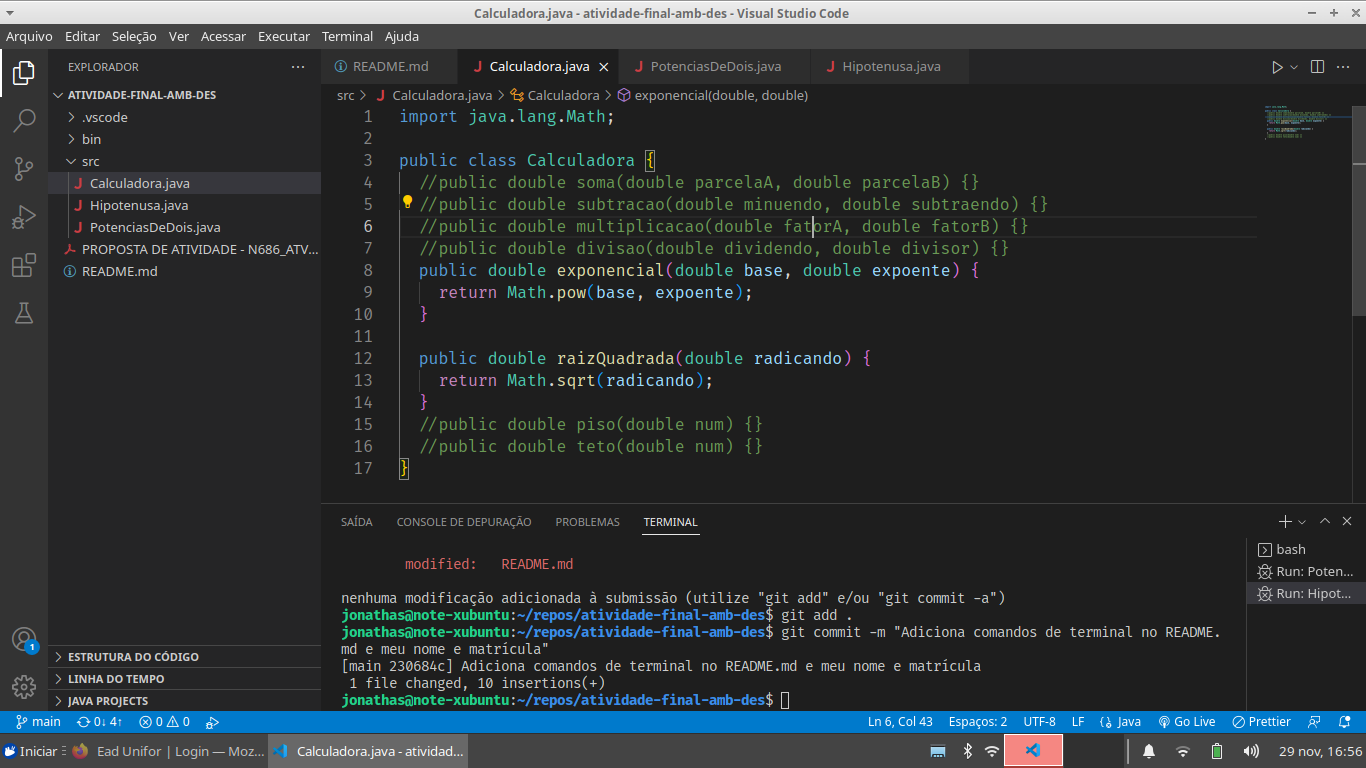 Calculadora.java - atividade-final-amb-des - Visual Studio Code
Arquivo Editar Seleção Ver Acessar Executar Terminal Ajuda
EXPLORADOR
README.md Calculadora.java PotenciasDeDois.java Hipotenusa.java
ATIVIDADE-FINAL-AMB-DES
.vscode
bin
src
Calculadora.java
Hipotenusa.java
PotenciasDeDois.java
PROPOSTA DE ATIVIDADE - N686_ATV...
README.md
src > Calculadora.java > Calculadora > exponencial(double, double)
1 import java.lang.Math;
2
3 public class Calculadora {
4 //public double soma(double parcelaA, double parcelaB) {}
5 //public double subtracao(double minuendo, double subtraendo) {}
6 //public double multiplicacao(double fatorA, double fatorB) {}
7 //public double divisao(double dividendo, double divisor) {}
8 public double exponencial(double base, double expoente) {
9 return Math.pow(base, expoente);
10 }
11
12 public double raizQuadrada(double radicando) {
13 return Math.sqrt(radicando);
14 }
15 //public double piso(double num) {}
16 //public double teto(double num) {}
17 }
SAÍDA CONSOLE DE DEPURAÇÃO PROBLEMAS TERMINAL
modified: README.md
nenhuma modificação adicionada à submissão (utilize "git add" e/ou "git commit -a")
jonathas@note-xubuntu:~/repos/atividade-final-amb-des$ git add .
jonathas@note-xubuntu:~/repos/atividade-final-amb-des$ git commit -m "Adiciona comandos de terminal no README.
md e meu nome e matrícula"
[main 230684c] Adiciona comandos de terminal no README.md e meu nome e matrícula
1 file changed, 10 insertions(+)
jonathas@note-xubuntu:~/repos/atividade-final-amb-des$
bash
Run: Poten...
Run: Hipot...
1
ESTRUTURA DO CÓDIGO
LINHA DO TEMPO
JAVA PROJECTS
main 0↓ 4↑ 0 0 Ln 6, Col 43 Espaços: 2 UTF-8 LF Java Go Live Prettier
Iniciar Ead Unifor | Login — Moz... Calculadora.java - atividad... 29 nov, 16:56